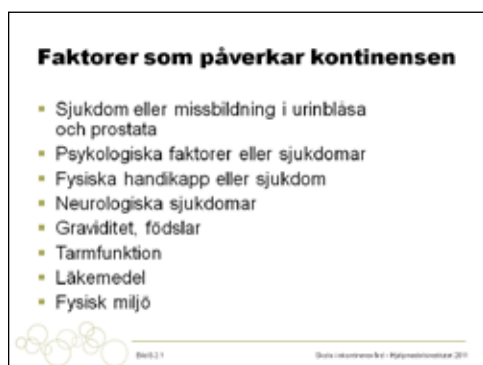 Faktorer som påverkar kontinensen
Sjukdom eller missbildning i urinblåsa
och prostata
Psykologiska faktorer eller sjukdomar
Fysiska handikapp eller sjukdom
Neurologiska sjukdomar
Graviditet, födslar
Tarmfunktion
Läkemedel
Fysisk miljö
2011